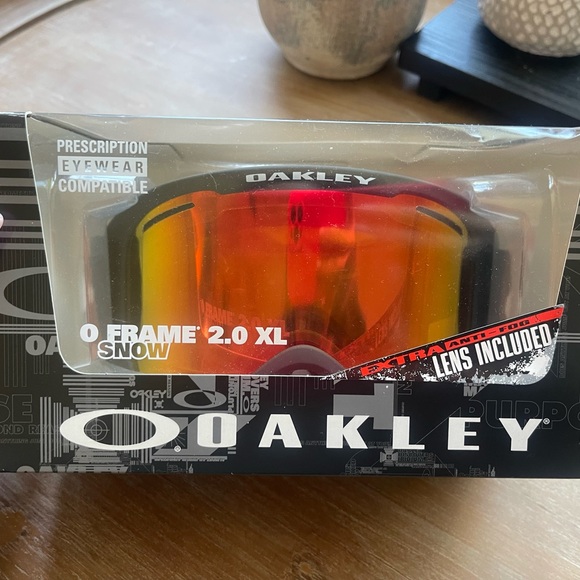 PRESCRIPTION
EYEWEAR
COMPATIBLE
OAKLEY
O FRAME® 2.0 XL
SNOW
EXTRA ANTI-FOG
LENS INCLUDED
OAKLEY®